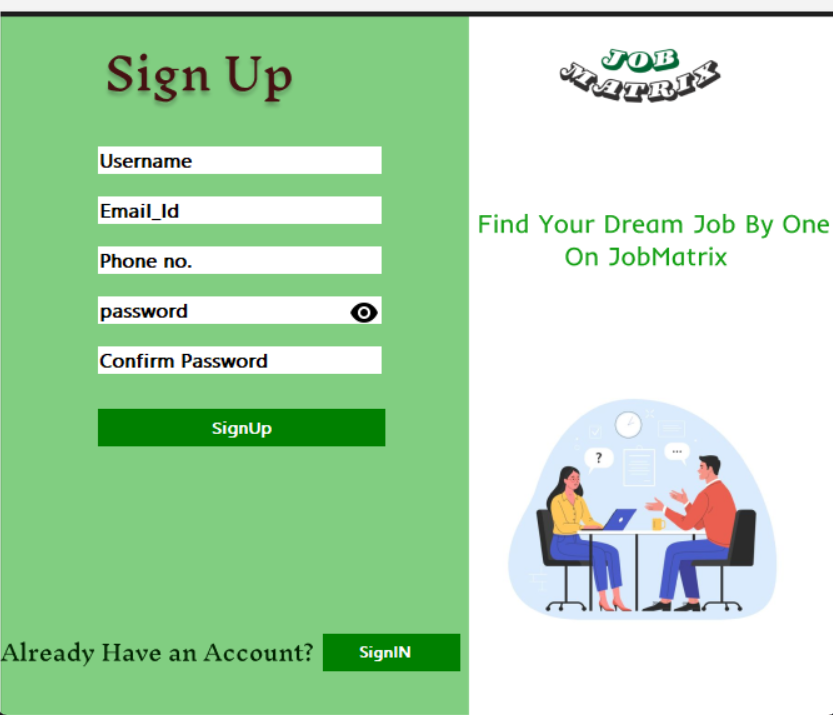 Sign Up
Username
Email_Id
Phone no.
password
Confirm Password
SignUp
Already Have an Account?
SignIN
JOB
MATRIX
Find Your Dream Job By One
On JobMatrix
?
...